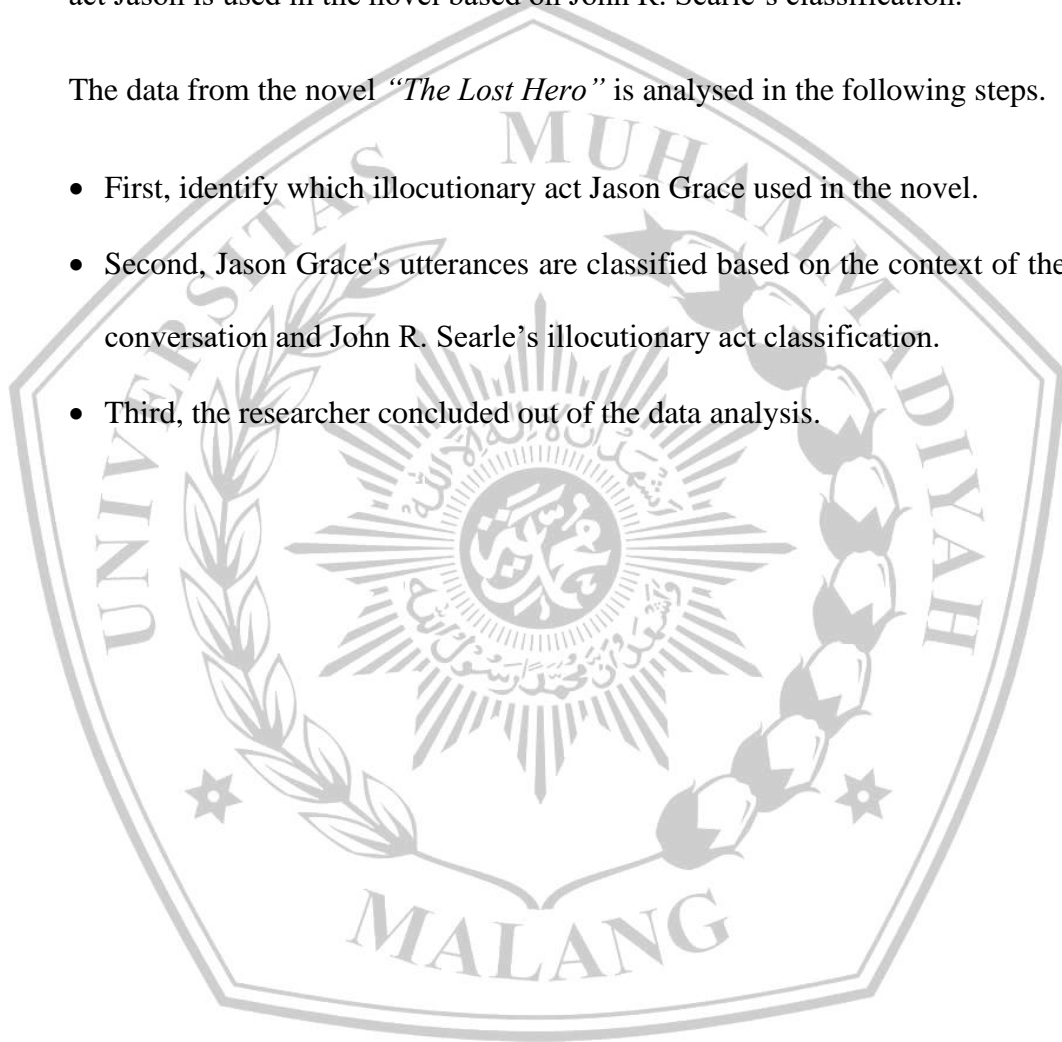 act Jason is used in the novel based on John R. Searle's classification.
The data from the novel “The Lost Hero” is analysed in the following steps.
• First, identify which illocutionary act Jason Grace used in the novel.
• Second, Jason Grace's utterances are classified based on the context of the
conversation and John R. Searle’s illocutionary act classification.
• Third, the researcher concluded out of the data analysis.
UNIVERSITAS MUHAMMADIYAH
MALANG